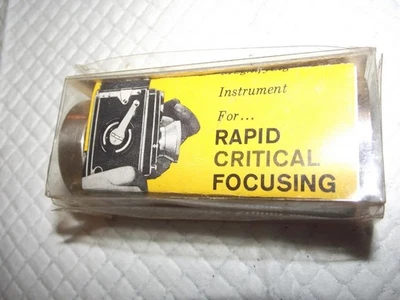 Instrument
For...
RAPID
CRITICAL
FOCUSING